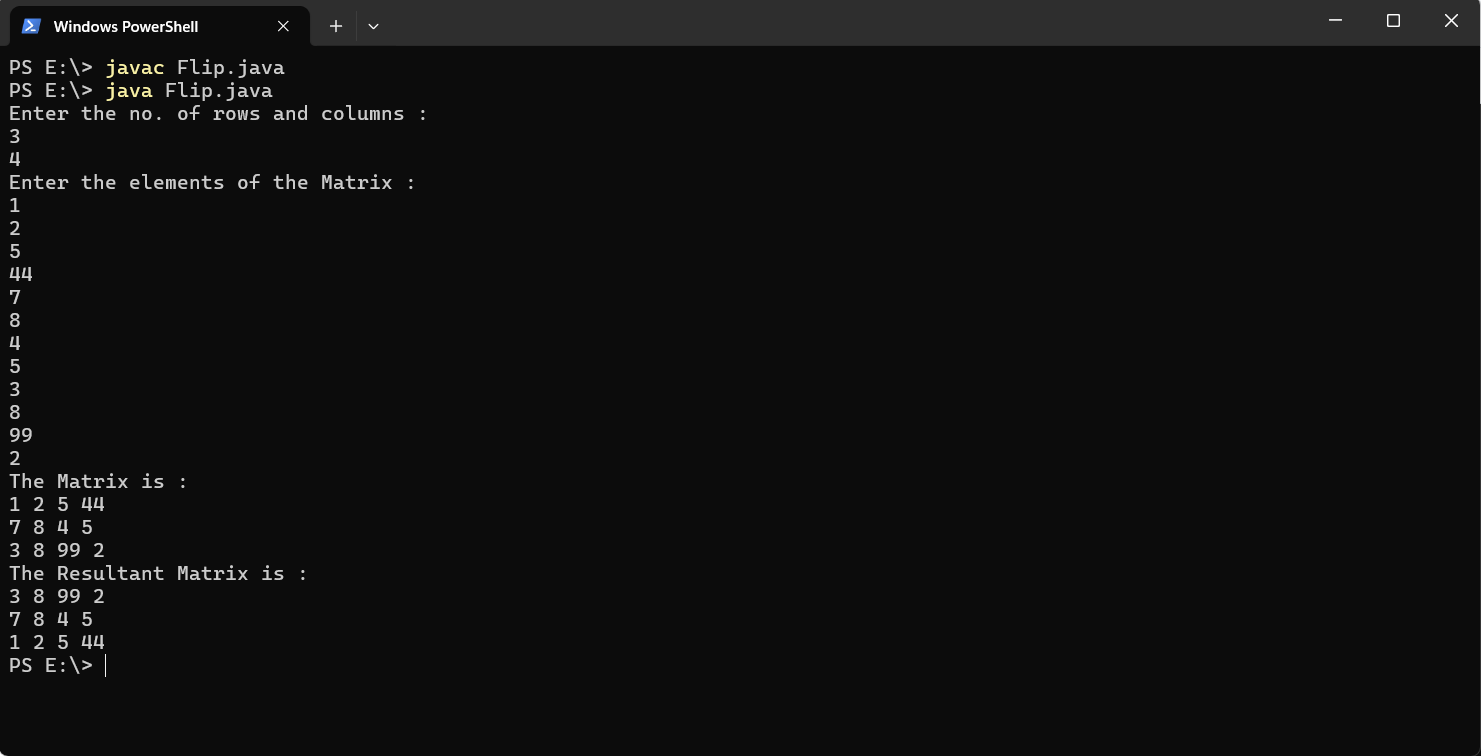 Windows PowerShell
PS E:\> javac Flip.java
PS E:\> java Flip.java
Enter the no. of rows and columns :
3
4
Enter the elements of the Matrix :
1
2
5
44
7
8
4
5
3
8
99
2
The Matrix is :
1 2 5 44
7 8 4 5
3 8 99 2
The Resultant Matrix is :
3 8 99 2
7 8 4 5
1 2 5 44
PS E:\>